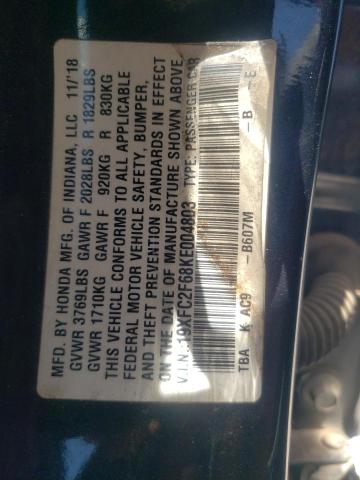 MFD. BY HONDA MFG. OF INDIANA, LLC 11/'18
GVWR 3769LBS GAWR F 2028LBS R 1829LBS
GVWR 1710KG GAWR F 920KG R 830KG
THIS VEHICLE CONFORMS TO ALL APPLICABLE
FEDERAL MOTOR VEHICLE SAFETY, BUMPER,
AND THEFT PREVENTION STANDARDS IN EFFECT
ON THE DATE OF MANUFACTURE SHOWN ABOVE.
V.I.N.: 19XFC2F68KE004803 TYPE: PASSENGER CAR
TBA K AC9 - B607M - B - E